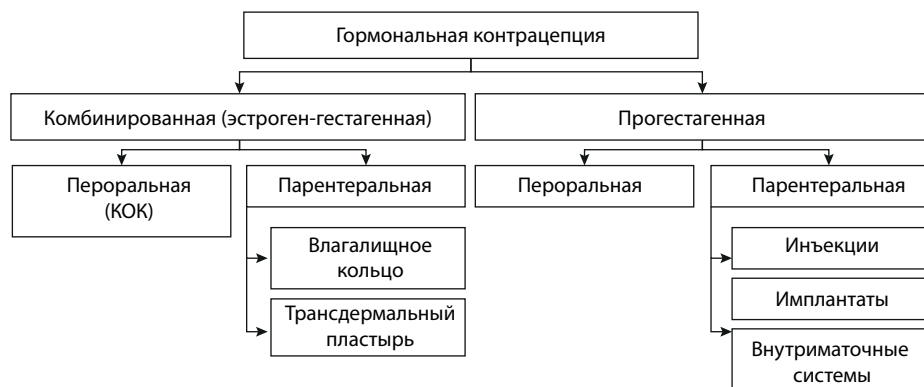 Гормональная контрацепция
Комбинированная (эстроген-гестагенная)
Прогестагенная
Пероральная
(КОК)
Парентеральная
Пероральная
Парентеральная
Влагалищное
кольцо
Трансдермальный
пластырь
Инъекции
Имплантаты
Внутриматочные
системы